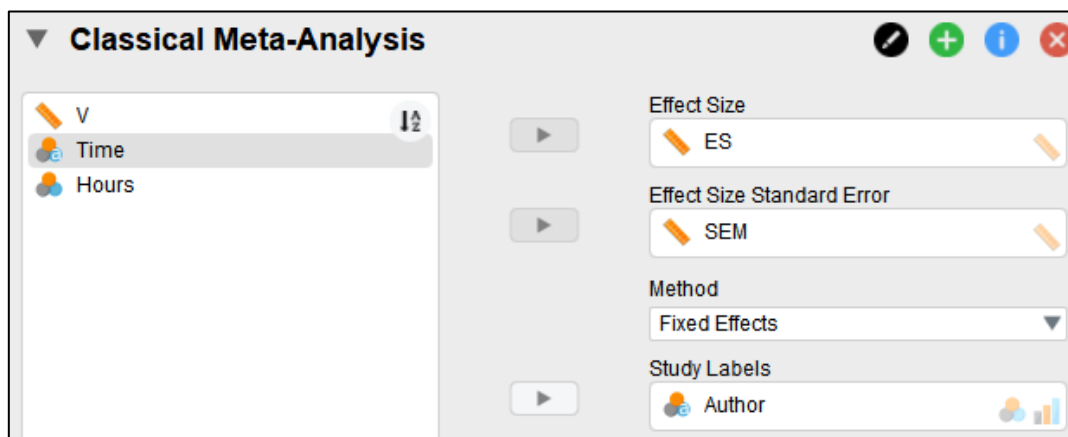 Classical Meta-Analysis
V
Time
Hours
Effect Size
ES
Effect Size Standard Error
SEM
Method
Fixed Effects
Study Labels
Author